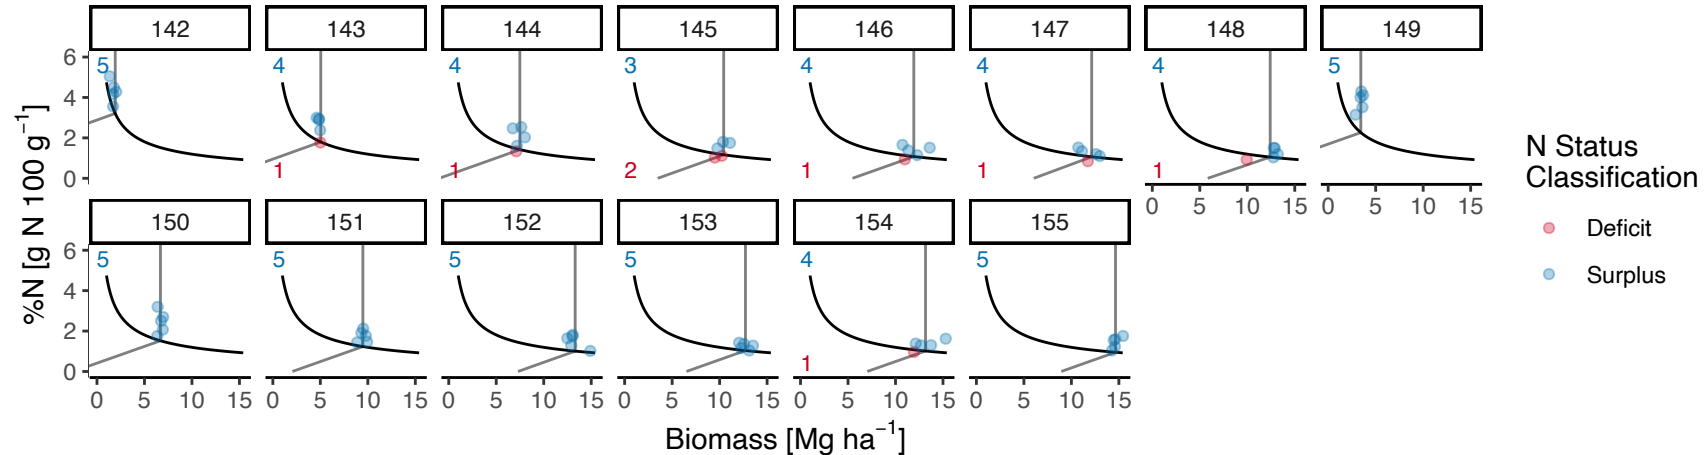 142 143 144 145 146 147 148 149
6 5 4 4 3 4 4 4 5
4
2
0 1 1 2 1 1 1
0 5 10 15 0 5 10 15
150 151 152 153 154 155
6 5 5 5 5 4 5
4
2
0 1
0 5 10 15 0 5 10 15 0 5 10 15 0 5 10 15 0 5 10 15 0 5 10 15
Biomass [Mg ha⁻¹]
%N [g N 100 g⁻¹]
N Status
Classification
Deficit
Surplus